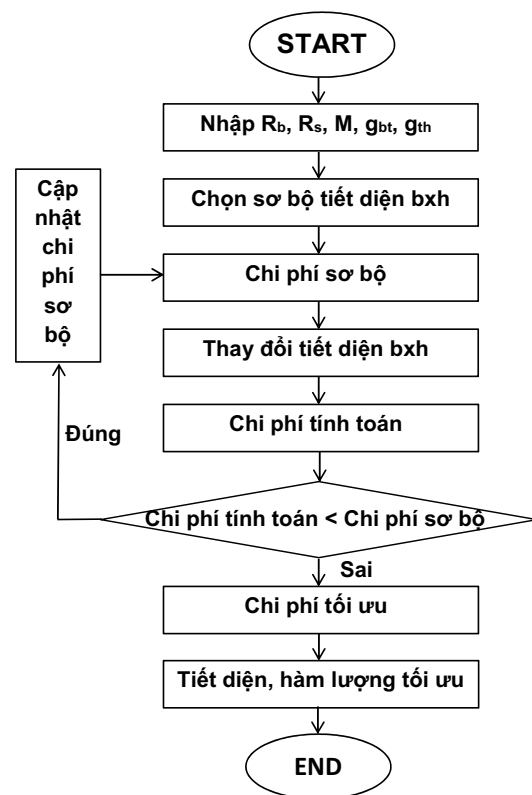 START
Nhập Rb, Rs, M, gbt, gth
Chọn sơ bộ tiết diện bxh
Cập
nhật
chi
phí
sơ
bộ
Chi phí sơ bộ
Thay đổi tiết diện bxh
Chi phí tính toán
Đúng
Chi phí tính toán < Chi phí sơ bộ
Sai
Chi phí tối ưu
Tiết diện, hàm lượng tối ưu
END